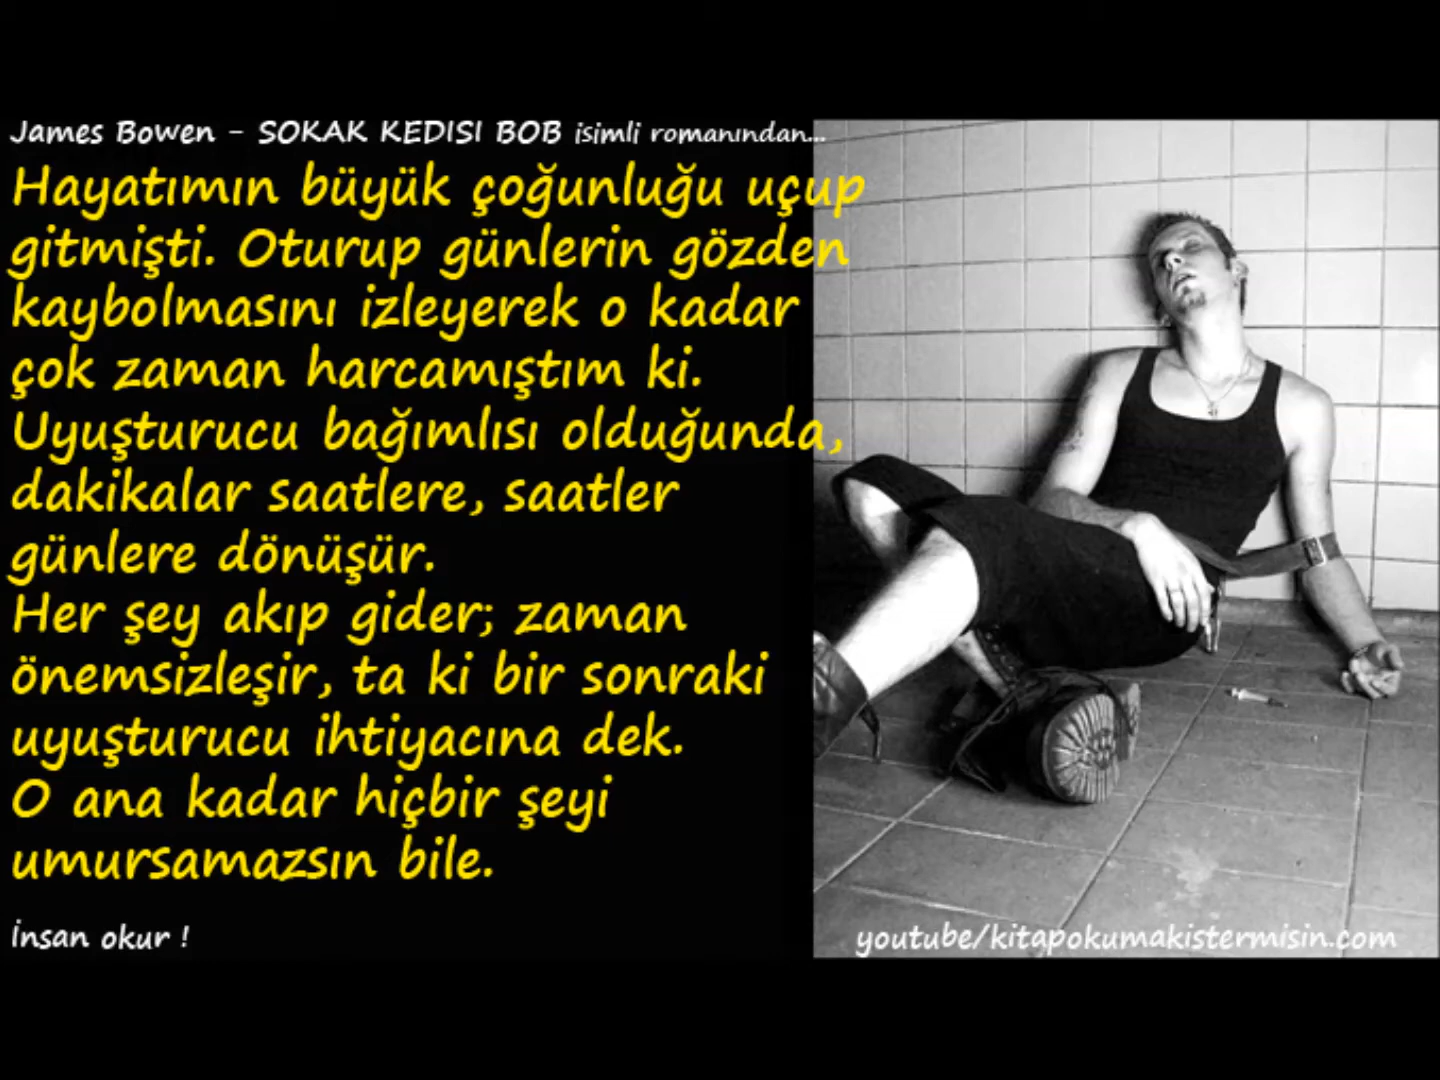 James Bowen - SOKAK KEDISI BOB isimli romanından...
Hayatımın büyük çoğunluğu uçup
gitmişti. Oturup günlerin gözden
kaybolmasını izleyerek o kadar
çok zaman harcamıştım ki.
Uyuşturucu bağımlısı olduğunda,
dakikalar saatlere, saatler
günlere dönüşür.
Her şey akıp gider; zaman
önemsizleşir, ta ki bir sonraki
uyuşturucu ihtiyacına dek.
O ana kadar hiçbir şeyi
umursamazsın bile.
İnsan okur !
youtube/kitapokumakistermisin.com